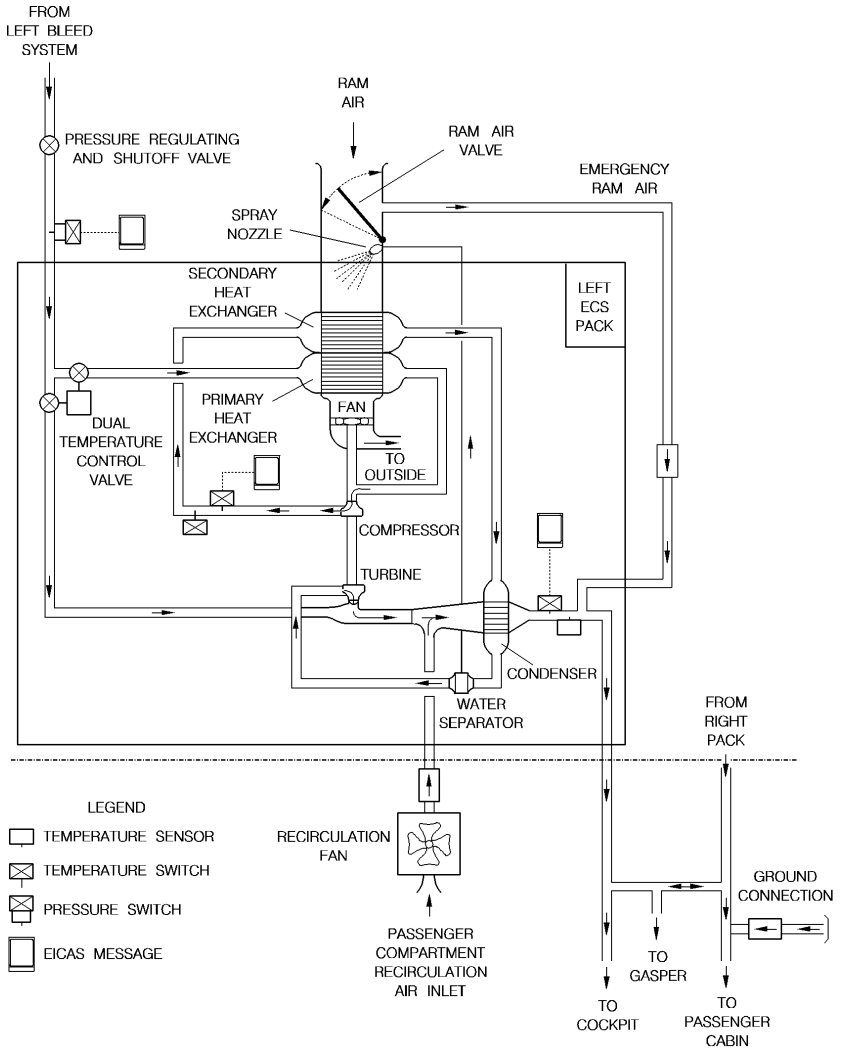 FROM
LEFT BLEED
SYSTEM
RAM
AIR
PRESSURE REGULATING
AND SHUTOFF VALVE
RAM AIR
VALVE
EMERGENCY
RAM AIR
SPRAY
NOZZLE
SECONDARY
HEAT
EXCHANGER
LEFT
ECS
PACK
PRIMARY
HEAT
EXCHANGER
FAN
DUAL
TEMPERATURE
CONTROL
VALVE
TO
OUTSIDE
COMPRESSOR
TURBINE
CONDENSER
WATER
SEPARATOR
FROM
RIGHT
PACK
LEGEND
TEMPERATURE SENSOR
TEMPERATURE SWITCH
PRESSURE SWITCH
EICAS MESSAGE
RECIRCULATION
FAN
GROUND
CONNECTION
PASSENGER
COMPARTMENT
RECIRCULATION
AIR INLET
TO
GASPER
TO
COCKPIT
TO
PASSENGER
CABIN